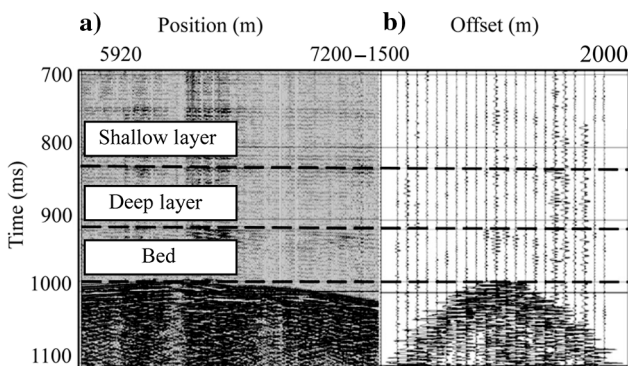 a) Position (m) b) Offset (m)
5920 7200 −1500 2000
700
800
900
1000
1100
Time (ms)
Shallow layer
Deep layer
Bed